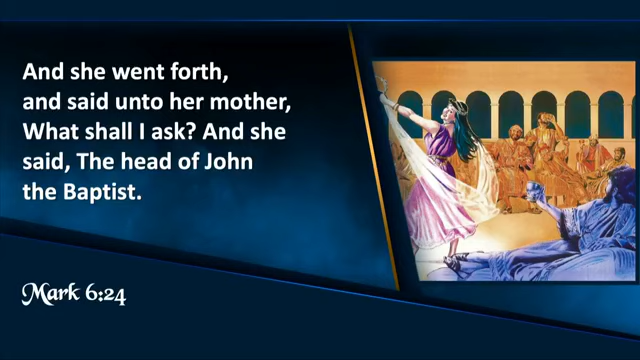 And she went forth,
and said unto her mother,
What shall I ask? And she
said, The head of John
the Baptist.
Mark 6:24